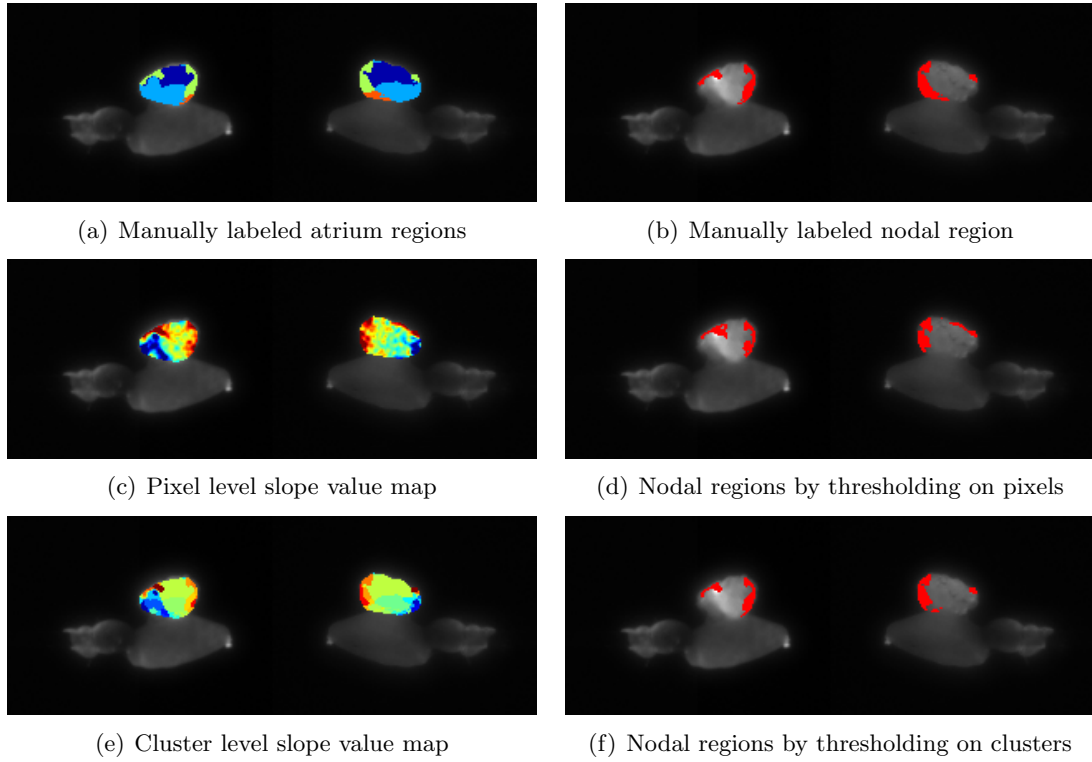 (a) Manually labeled atrium regions
(b) Manually labeled nodal region
(c) Pixel level slope value map
(d) Nodal regions by thresholding on pixels
(e) Cluster level slope value map
(f) Nodal regions by thresholding on clusters